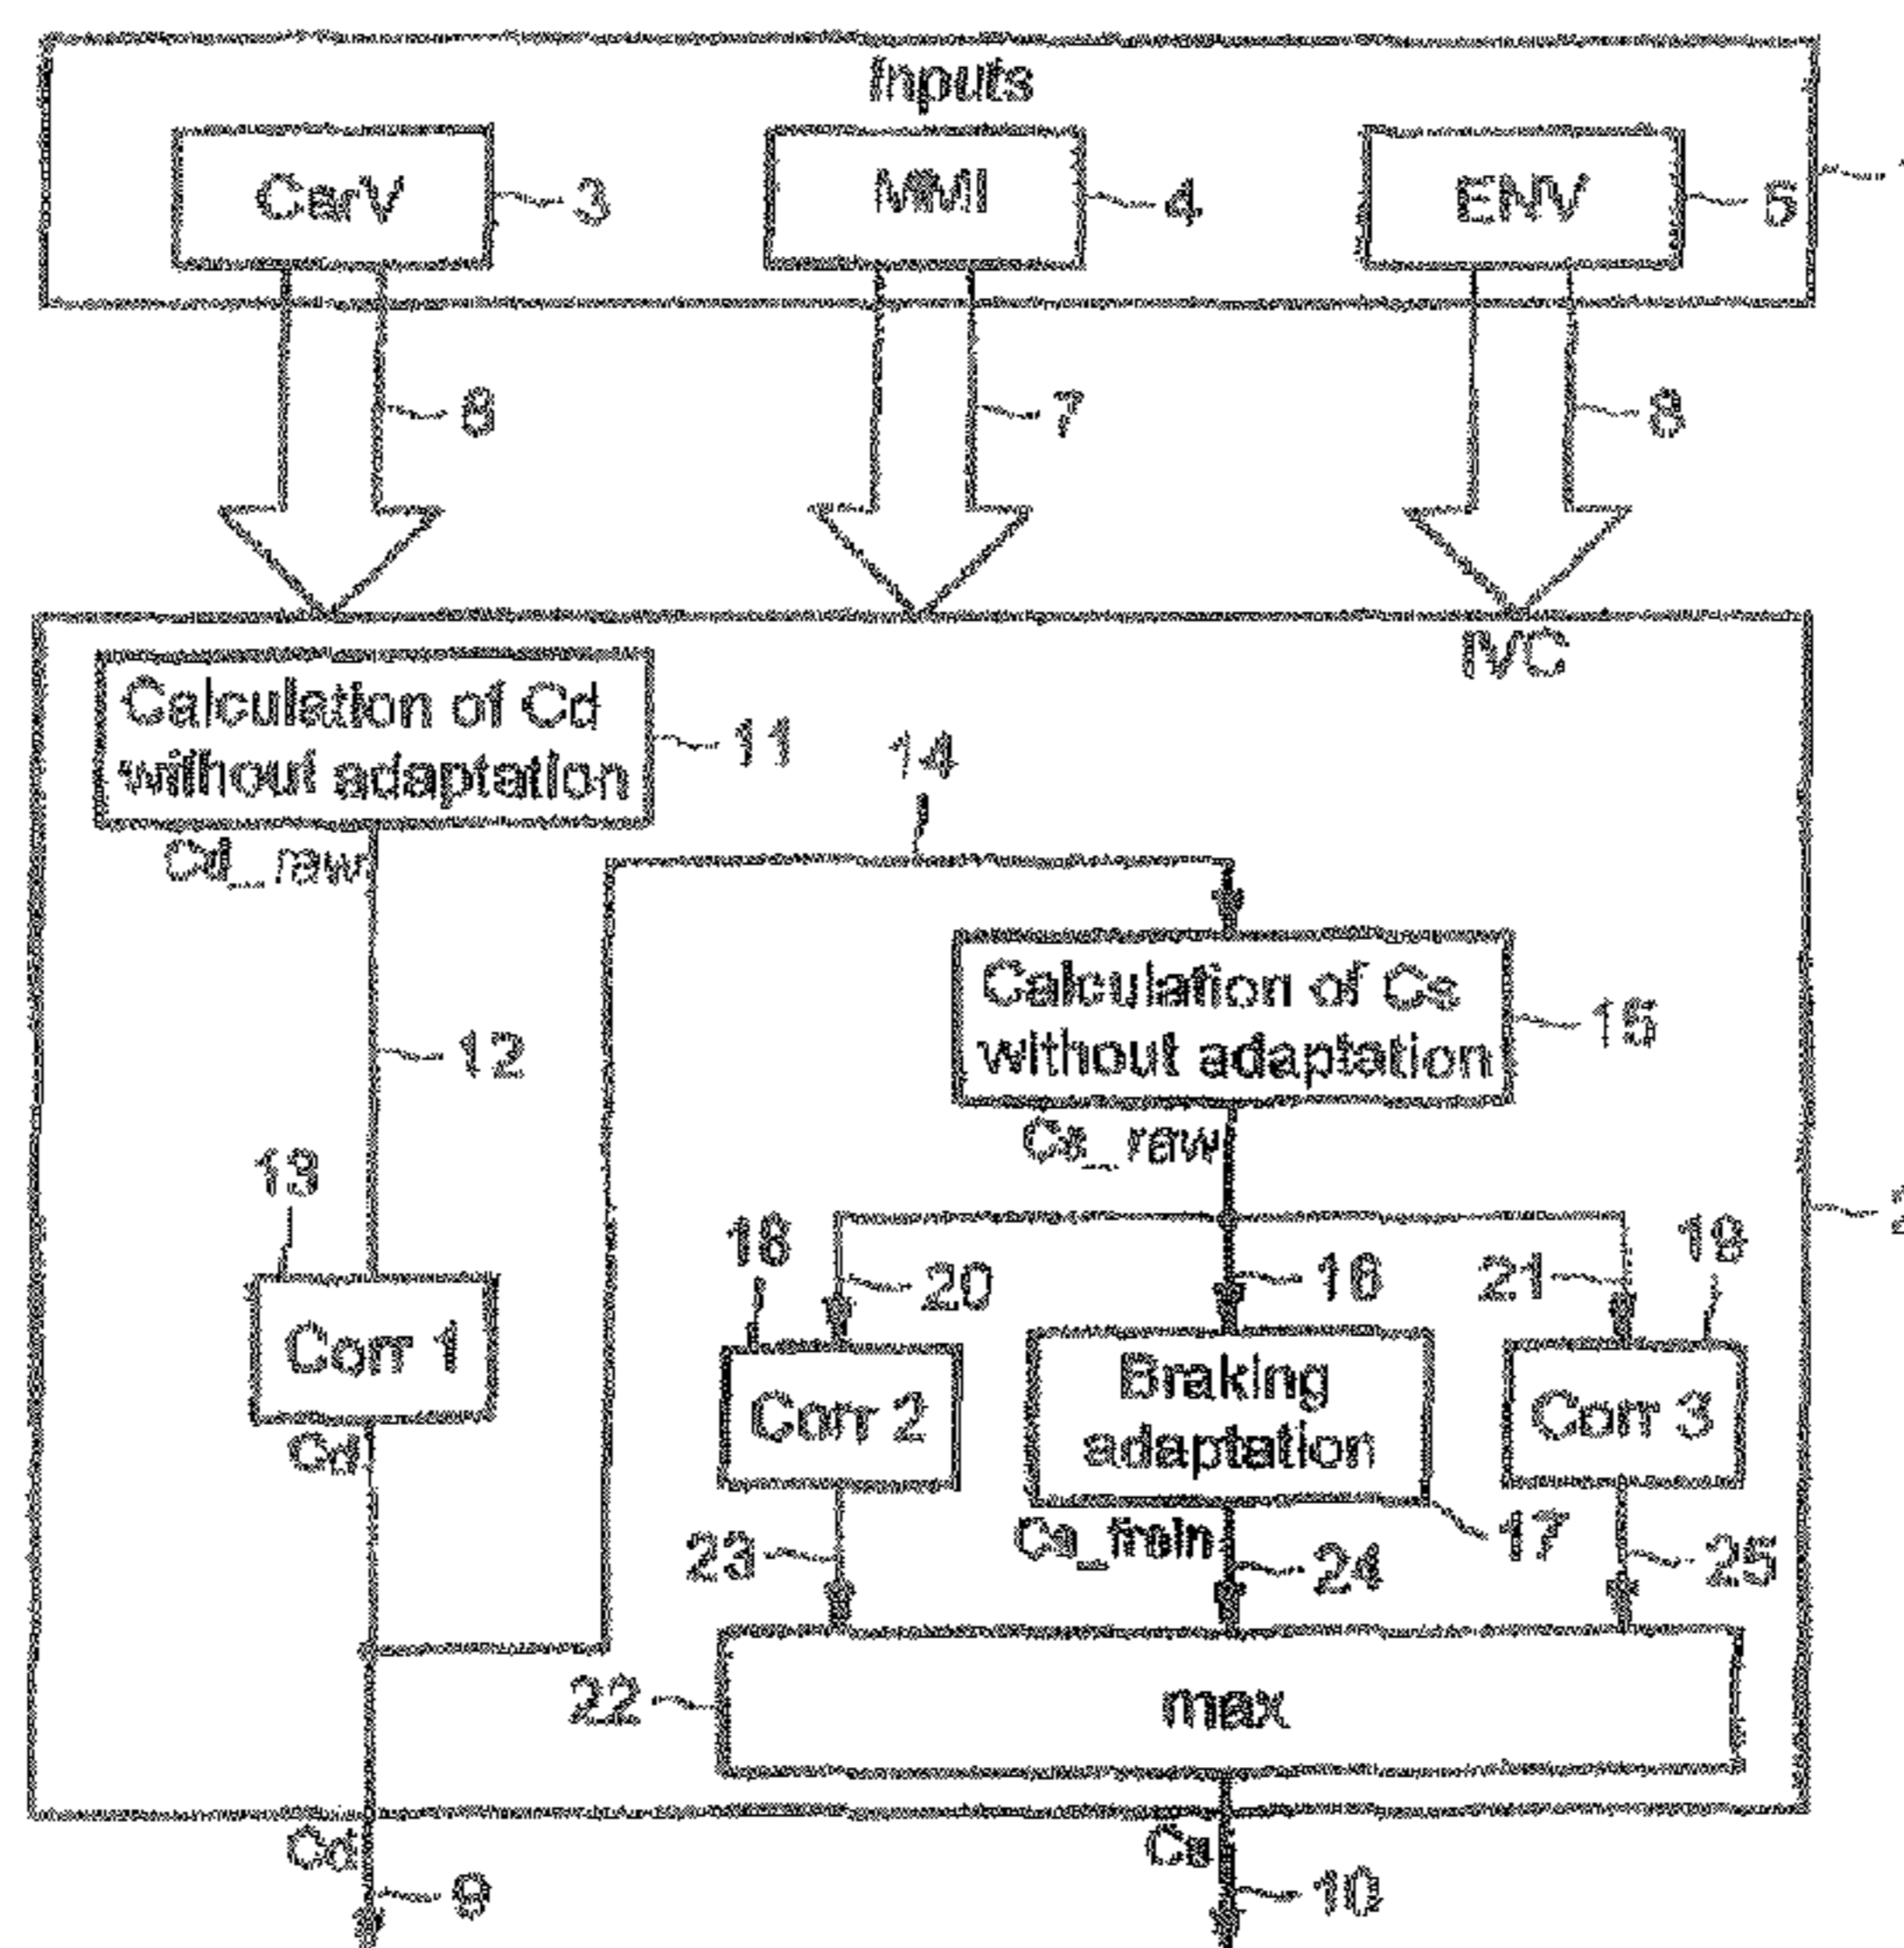 Inputs
CarV
3
MMI
4
ENV
5
6
7
8
IVC
Calculation of Cd
without adaptation
11
14
Cd_raw
Calculation of Cs
without adaptation
15
12
Cs_raw
13
18
20
16
21
19
Corr 1
Corr 2
Braking
adaptation
Corr 3
Cd
23
Cs_frein
24
17
25
22
max
Cd
Cs
9
10